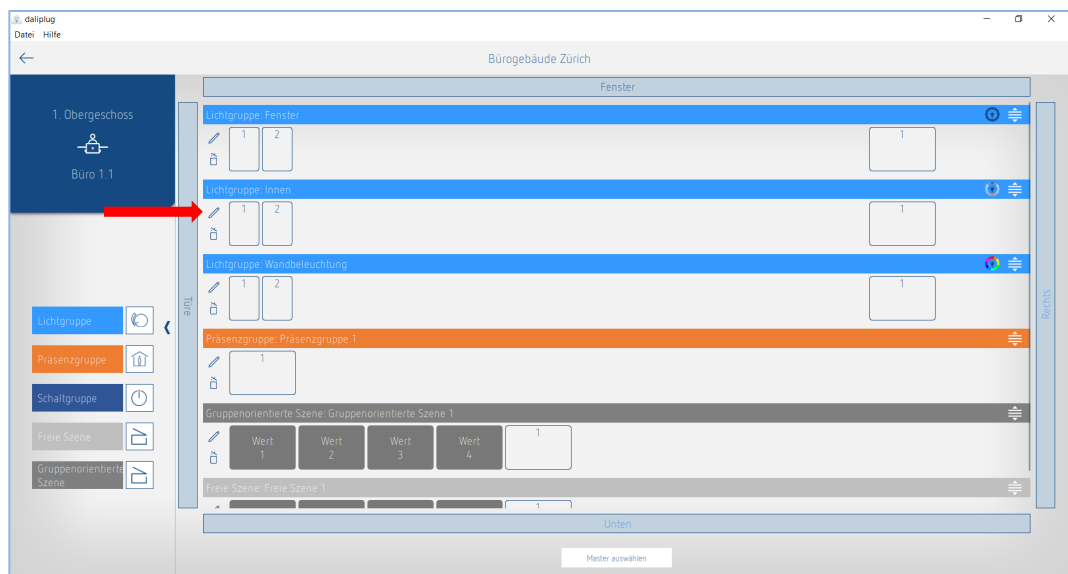 daliplug
Datei Hilfe
Bürogebäude Zürich
1. Obergeschoss
Büro 1.1
Fenster
Lichtgruppe: Fenster
1 2 1
Lichtgruppe: Innen
1 2 1
Lichtgruppe: Wandbeleuchtung
1 2 1
Türe
Rechts
Präsenzgruppe: Präsenzgruppe 1
1
Gruppenorientierte Szene: Gruppenorientierte Szene 1
Wert Wert Wert Wert 1
1 2 3 4
Freie Szene: Freie Szene 1
1
Unten
Lichtgruppe
Präsenzgruppe
Schaltgruppe
Freie Szene
Gruppenorientierte
Szene
Master auswählen